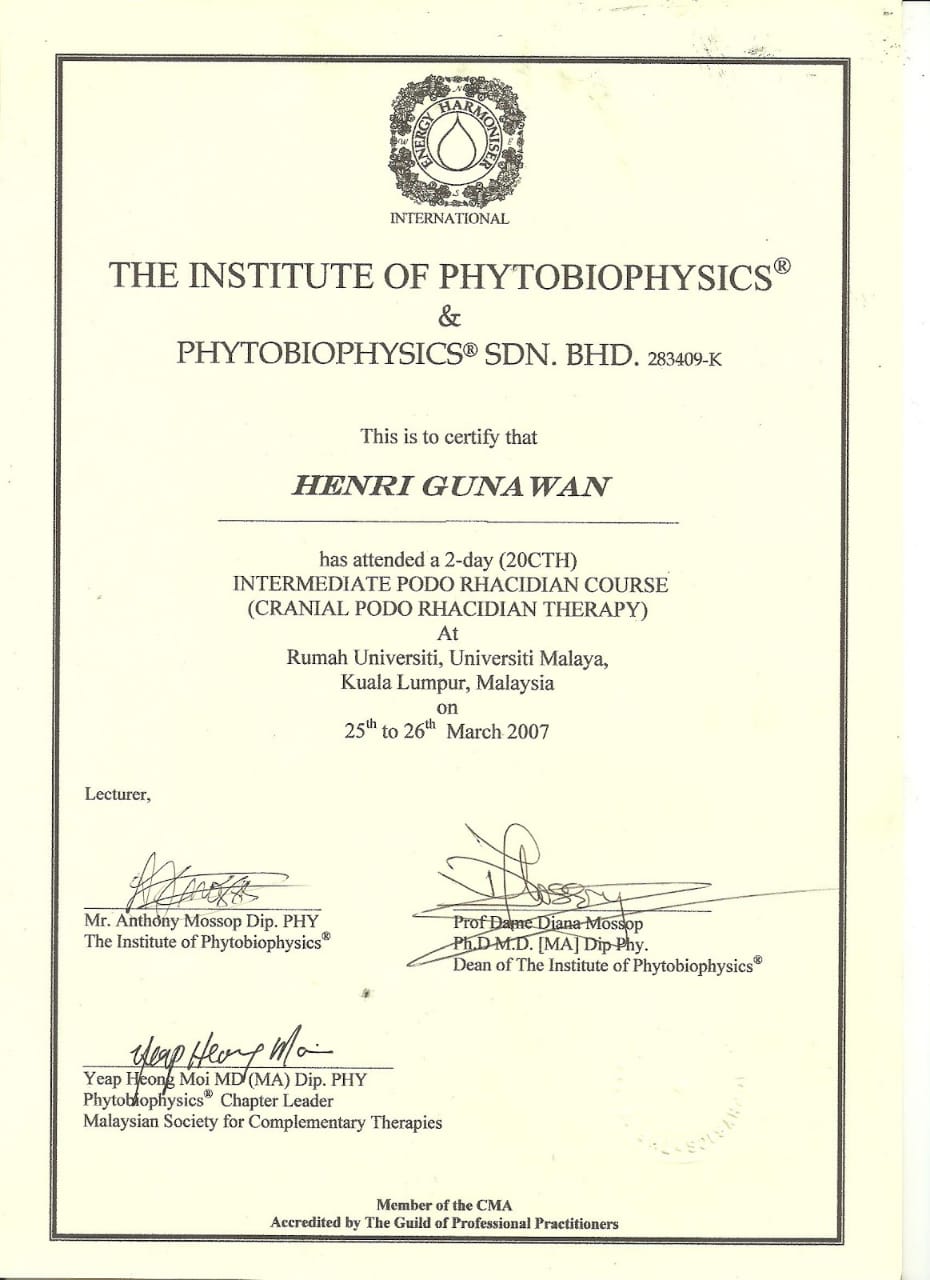 ENERGY HARMONISER
N
W
E
S
INTERNATIONAL
THE INSTITUTE OF PHYTOBIOPHYSICS®
&
PHYTOBIOPHYSICS® SDN. BHD. 283409-K
This is to certify that
HENRI GUNAWAN
has attended a 2-day (20CTH)
INTERMEDIATE PODO RHACIDIAN COURSE
(CRANIAL PODO RHACIDIAN THERAPY)
At
Rumah Universiti, Universiti Malaya,
Kuala Lumpur, Malaysia
on
25th to 26th March 2007
Lecturer,
Mr. Anthony Mossop Dip. PHY
The Institute of Phytobiophysics®
Prof Dame Diana Mossop
Ph.D M.D. [MA] Dip Phy.
Dean of The Institute of Phytobiophysics®
Yeap Heong Moi
Yeap Heong Moi MD (MA) Dip. PHY
Phytobiophysics® Chapter Leader
Malaysian Society for Complementary Therapies
Member of the CMA
Accredited by The Guild of Professional Practitioners